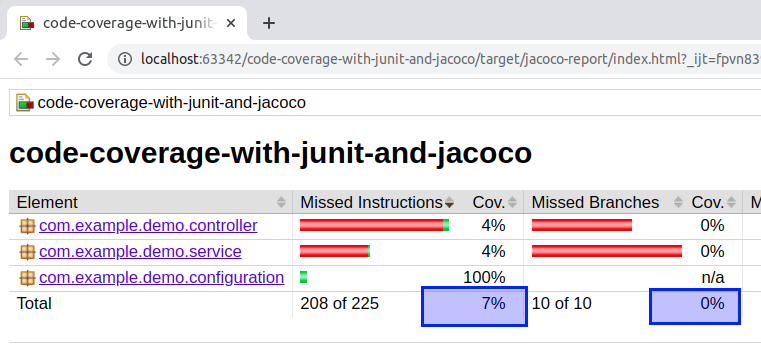 code-coverage-with-junit-
localhost:63342/code-coverage-with-junit-and-jacoco/target/jacoco-report/index.html?_ijt=fpvn83
code-coverage-with-junit-and-jacoco
code-coverage-with-junit-and-jacoco
Element Missed Instructions Cov. Missed Branches Cov. M
com.example.demo.controller 4% 0%
com.example.demo.service 4% 0%
com.example.demo.configuration 100% n/a
Total 208 of 225 7% 10 of 10 0%